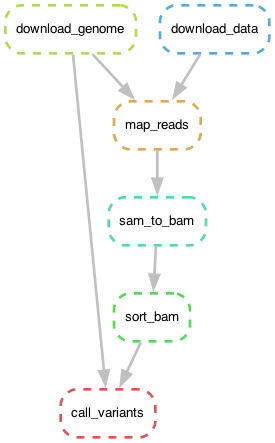 download_genome
download_data
map_reads
sam_to_bam
sort_bam
call_variants